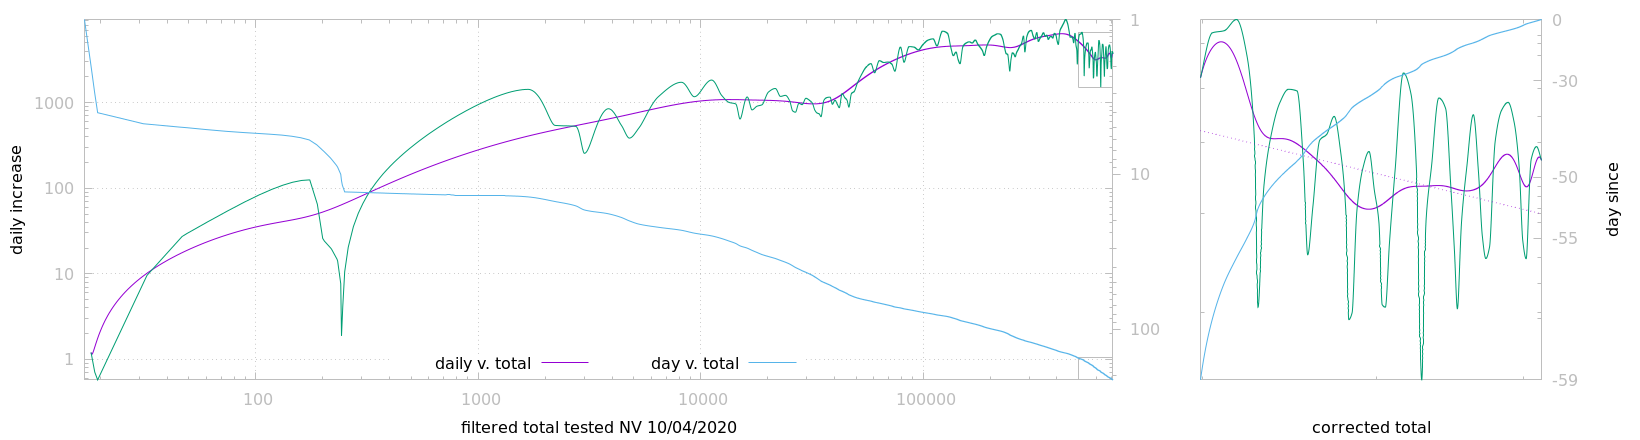 daily increase
1000
100
10
1
100
1000
10000
100000
1
10
100
daily v. total
day v. total
filtered total tested NV 10/04/2020
0
-30
-50
-55
-59
day since
corrected total